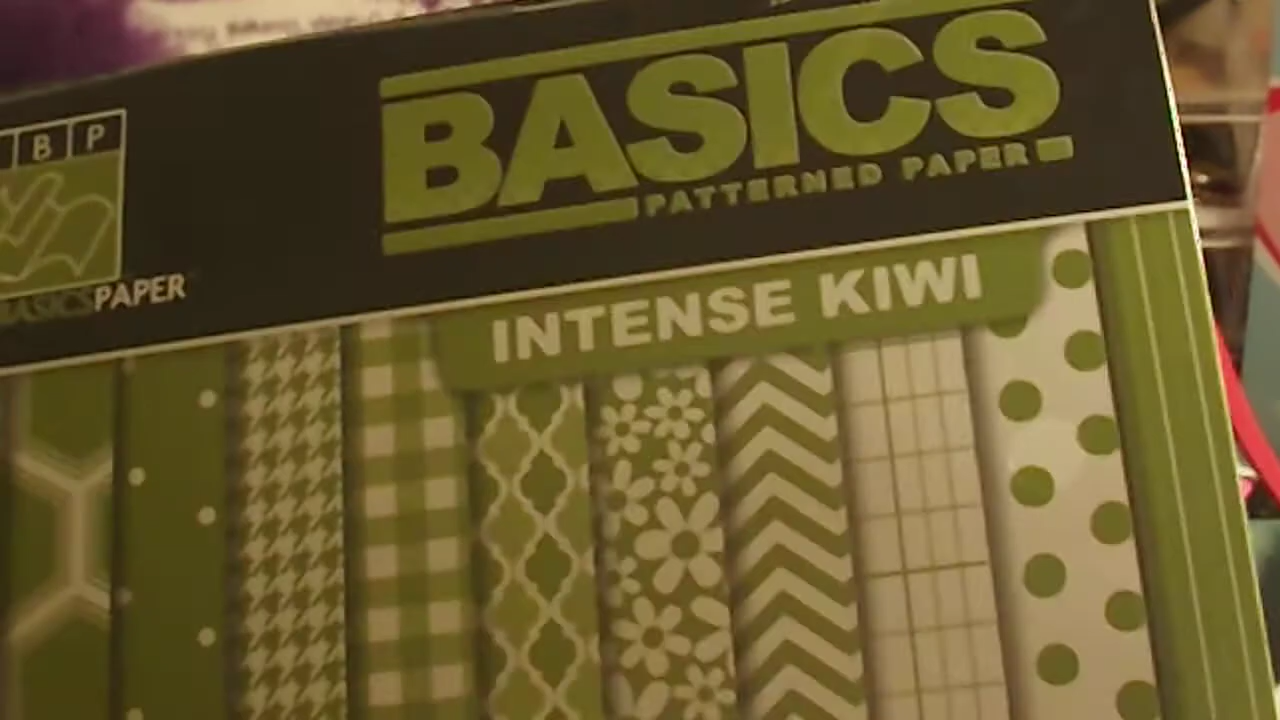 BASICS
PATTERNED PAPER
B P
BASICSPAPER
INTENSE KIWI